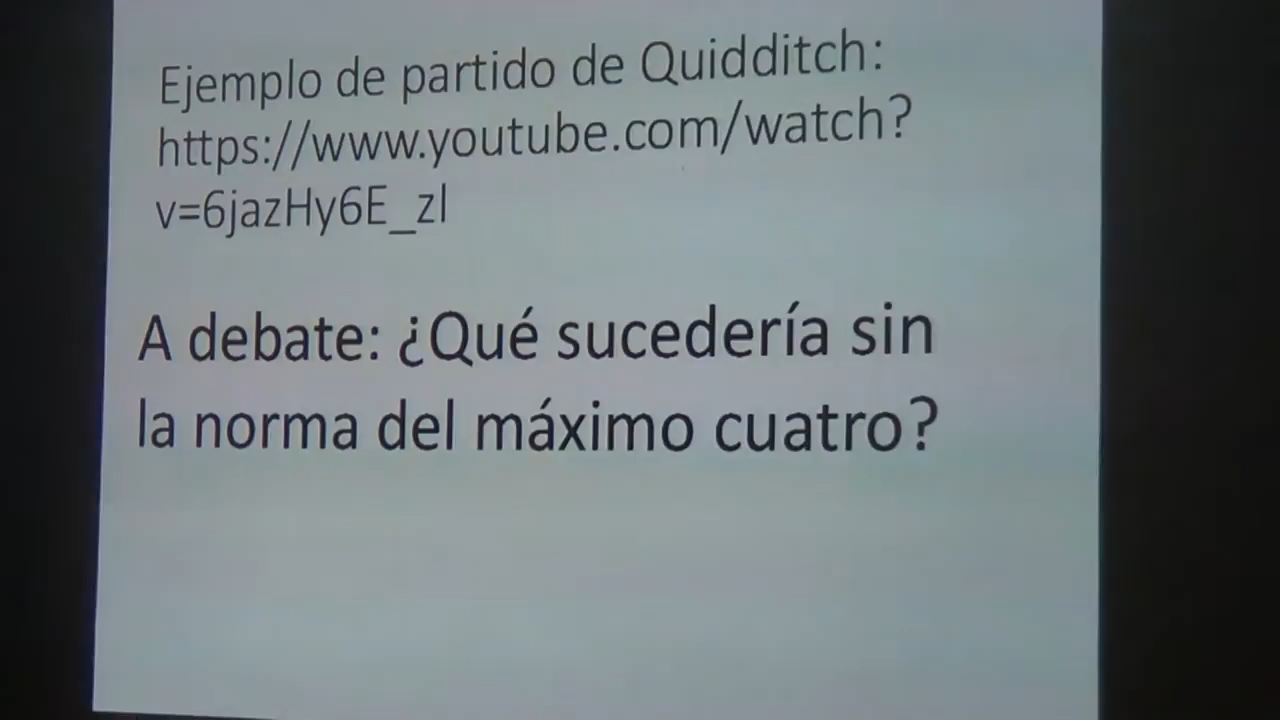 Ejemplo de partido de Quidditch:
https://www.youtube.com/watch?
v=6jazHy6E_zI
A debate: ¿Qué sucedería sin
la norma del máximo cuatro?